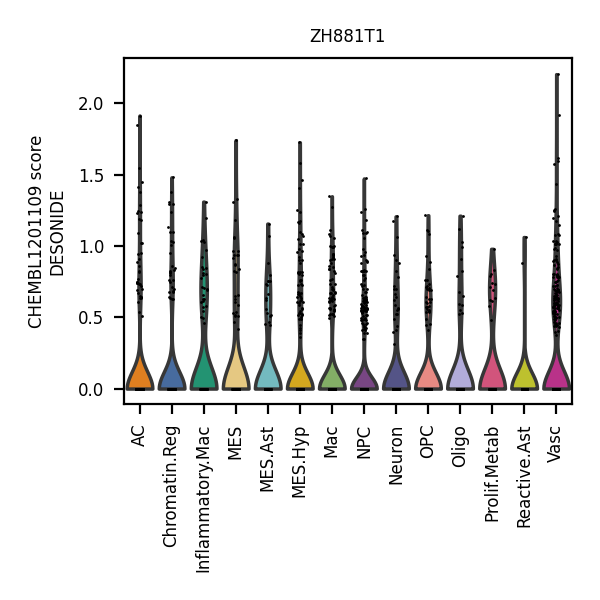 ZH881T1
CHEMBL1201109 score
DESONIDE
2.0
1.5
1.0
0.5
0.0
AC
Chromatin.Reg
Inflammatory.Mac
MES
MES.Ast
MES.Hyp
Mac
NPC
Neuron
OPC
Oligo
Prolif.Metab
Reactive.Ast
Vasc